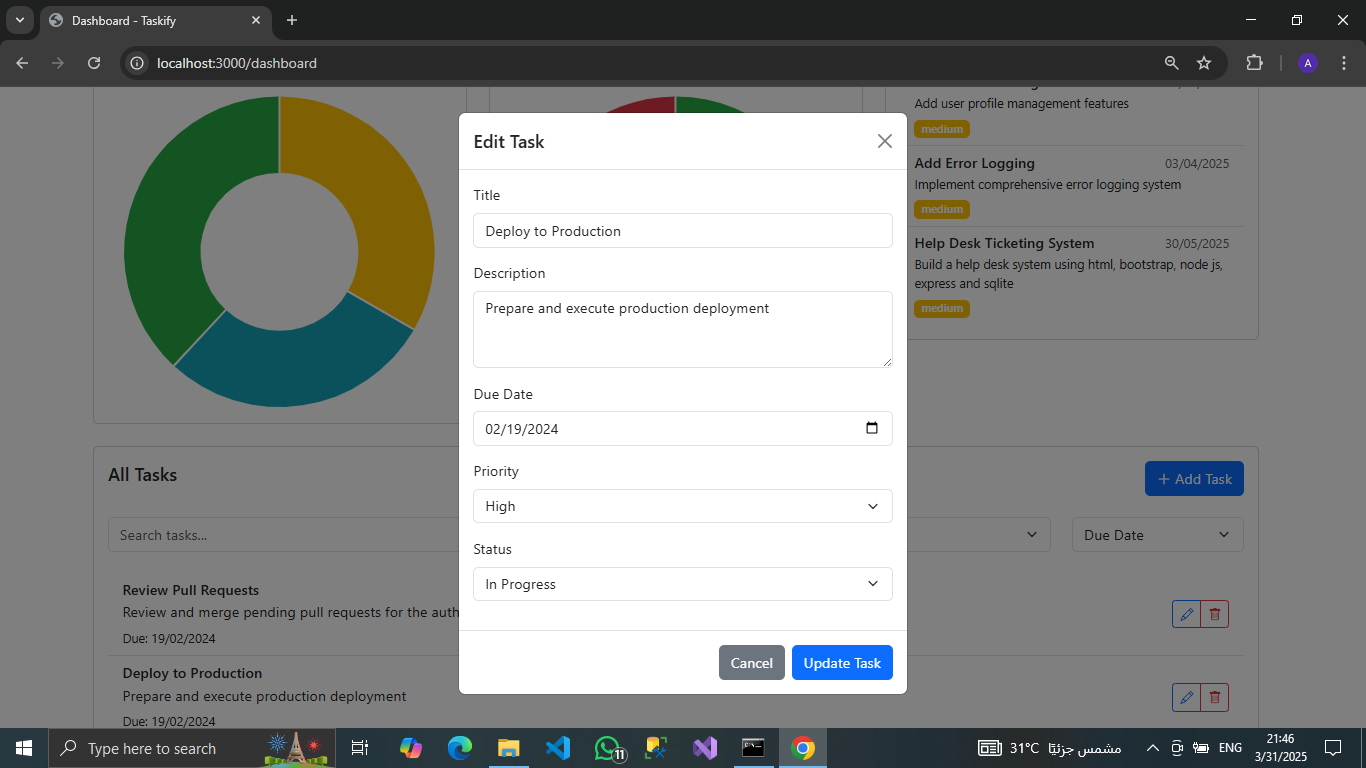 Dashboard - Taskify
localhost:3000/dashboard
A
Add user profile management features
medium
Add Error Logging 03/04/2025
Implement comprehensive error logging system
medium
Help Desk Ticketing System 30/05/2025
Build a help desk system using html, bootstrap, node js,
express and sqlite
medium
Edit Task
Title
Deploy to Production
Description
Prepare and execute production deployment
Due Date
02/19/2024
Priority
High
Status
In Progress
Cancel
Update Task
All Tasks
+ Add Task
Search tasks...
Due Date
Review Pull Requests
Review and merge pending pull requests for the auth
Due: 19/02/2024
Deploy to Production
Prepare and execute production deployment
Due: 19/02/2024
Type here to search
11
31°C مشمس جزئيًا
ENG
21:46
3/31/2025